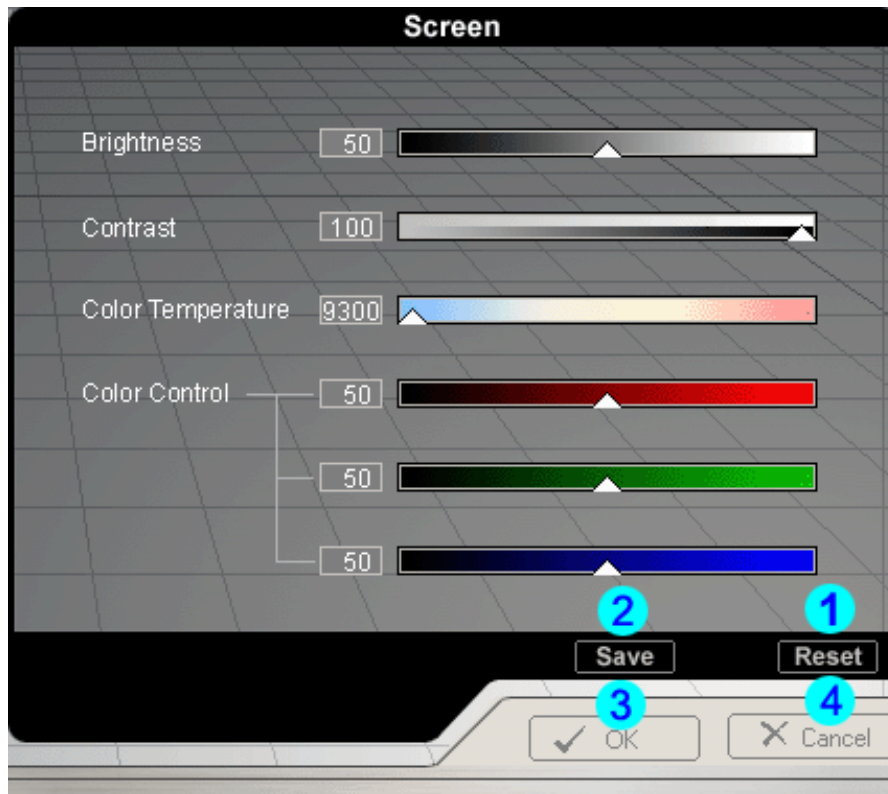 Screen
Brightness 50
Contrast 100
Color Temperature 9300
Color Control 50
50
50
2 1
Save Reset
3 4
OK Cancel